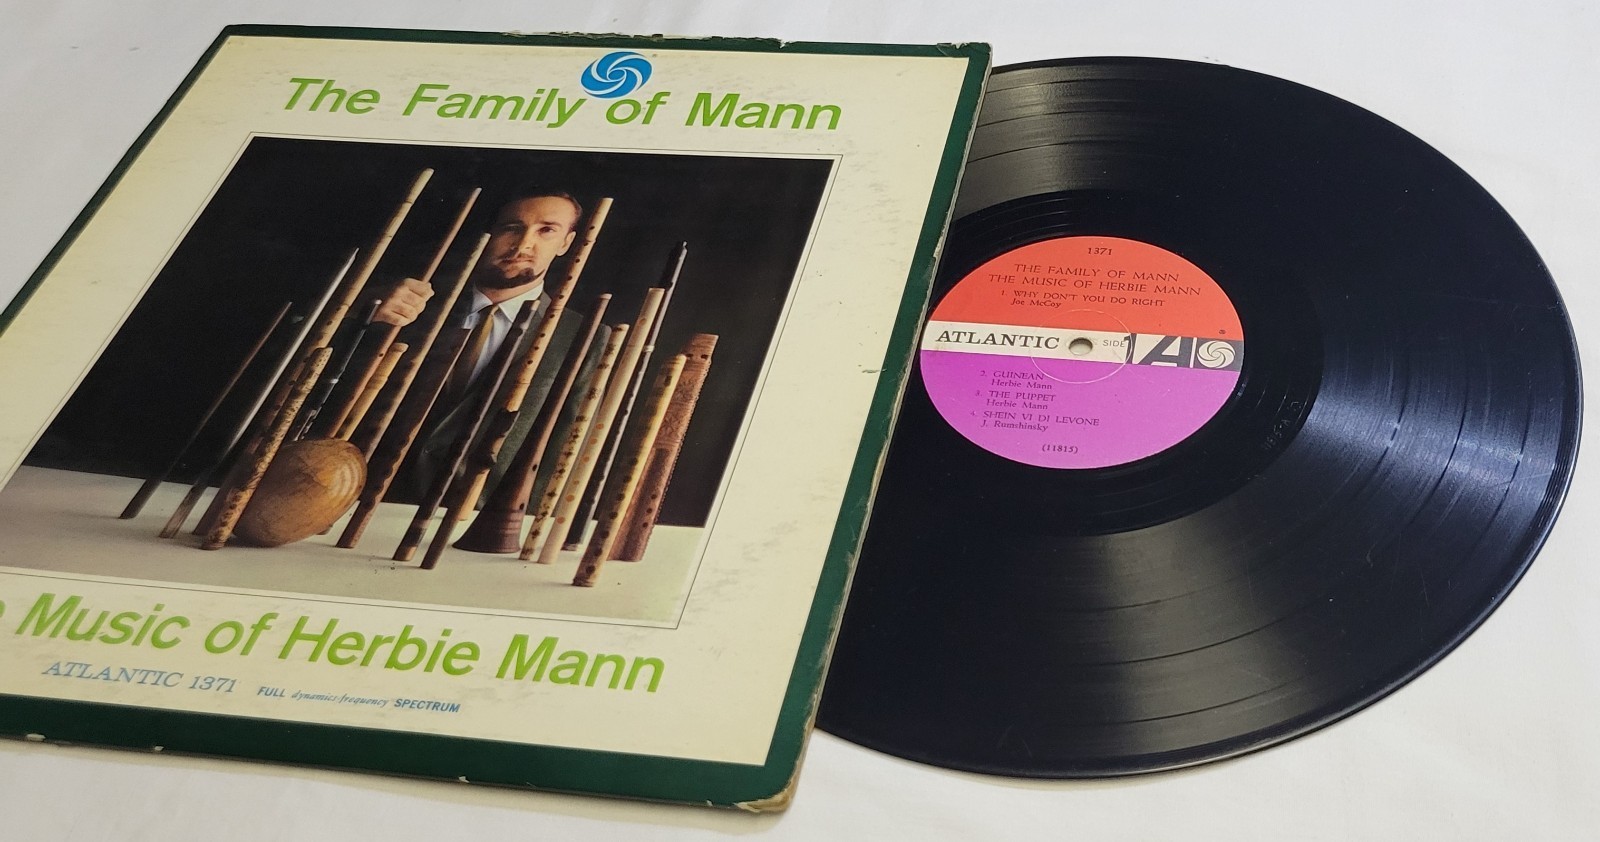 The Family of Mann
Music of Herbie Mann
ATLANTIC 1371
FULL dynamics-frequency SPECTRUM
1371
THE FAMILY OF MANN
THE MUSIC OF HERBIE MANN
1. WHY DON'T YOU DO RIGHT
Joe McCoy
ATLANTIC
SIDE 1
A
2. GUINEAN
Herbie Mann
3. THE PUPPET
Herbie Mann
4. SHEIN VI DI LEVONE
J. Rumshinsky
(11815)